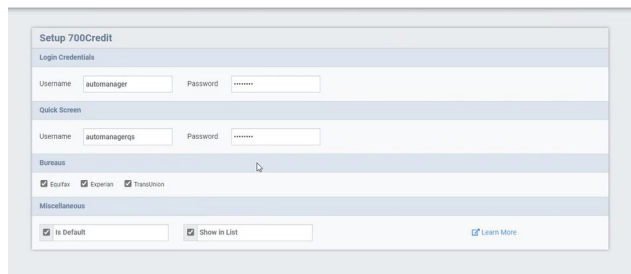 Setup 700Credit
Login Credentials
Username automanager Password ••••••••
Quick Screen
Username automanagerqs Password ••••••••
Bureaus
Equifax Experian TransUnion
Miscellaneous
Is Default Show in List Learn More